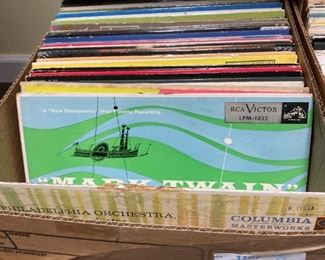 A "New Orthophonic" High Fidelity Recording
RCA VICTOR
LPM-1022
"MARK TWAIN"
PHILADELPHIA ORCHESTRA.
COLUMBIA
MASTERWORKS